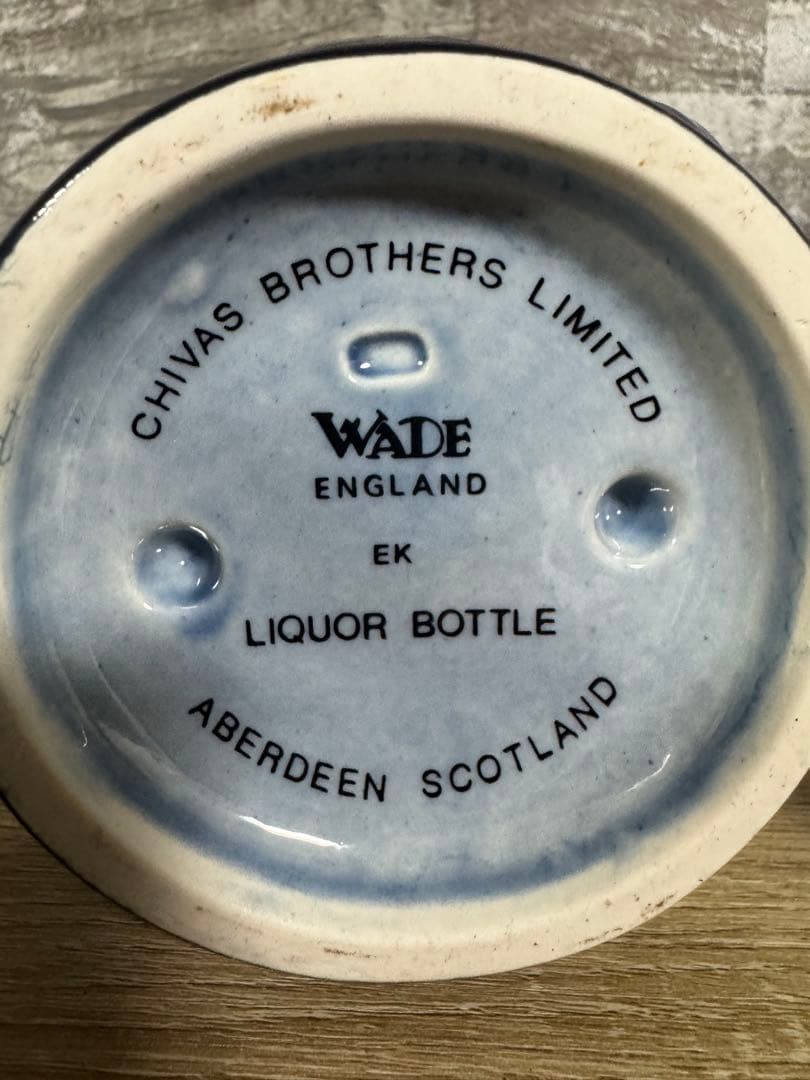 CHIVAS BROTHERS LIMITED
WADE
ENGLAND
EK
LIQUOR BOTTLE
ABERDEEN SCOTLAND